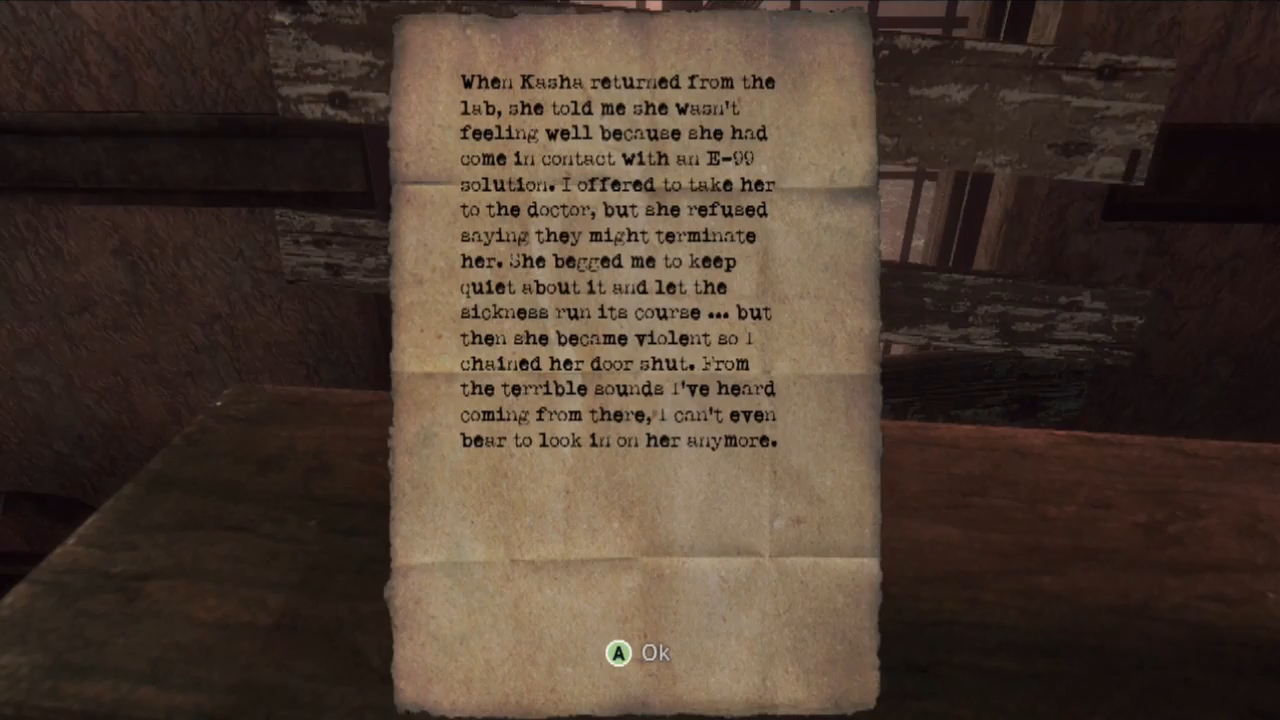 When Kasha returned from the
lab, she told me she wasn't
feeling well because she had
come in contact with an E-99
solution. I offered to take her
to the doctor, but she refused
saying they might terminate
her. She begged me to keep
quiet about it and let the
sickness run its course ... but
then she became violent so I
chained her door shut. From
the terrible sounds I've heard
coming from there, I can't even
bear to look in on her anymore.
A Ok